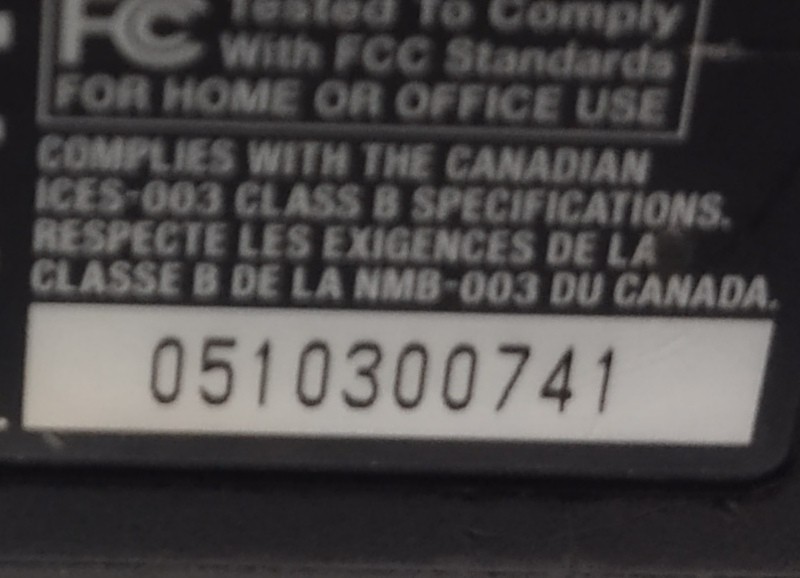 FC Tested To Comply
With FCC Standards
FOR HOME OR OFFICE USE
COMPLIES WITH THE CANADIAN
ICES-003 CLASS B SPECIFICATIONS.
RESPECTE LES EXIGENCES DE LA
CLASSE B DE LA NMB-003 DU CANADA.
0510300741